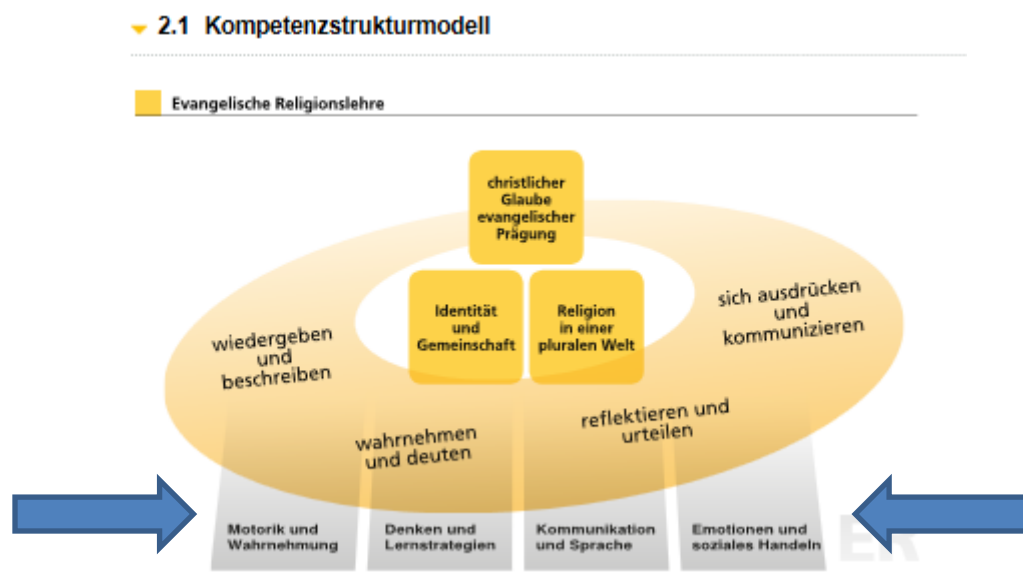 2.1 Kompetenzstrukturmodell
Evangelische Religionslehre
christlicher
Glaube
evangelischer
Prägung
Identität
und
Gemeinschaft
Religion
in einer
pluralen Welt
wiedergeben
und
beschreiben
sich ausdrücken
und
kommunizieren
wahrnehmen
und deuten
reflektieren und
urteilen
Motorik und
Wahrnehmung
Denken und
Lernstrategien
Kommunikation
und Sprache
Emotionen und
soziales Handeln
ER